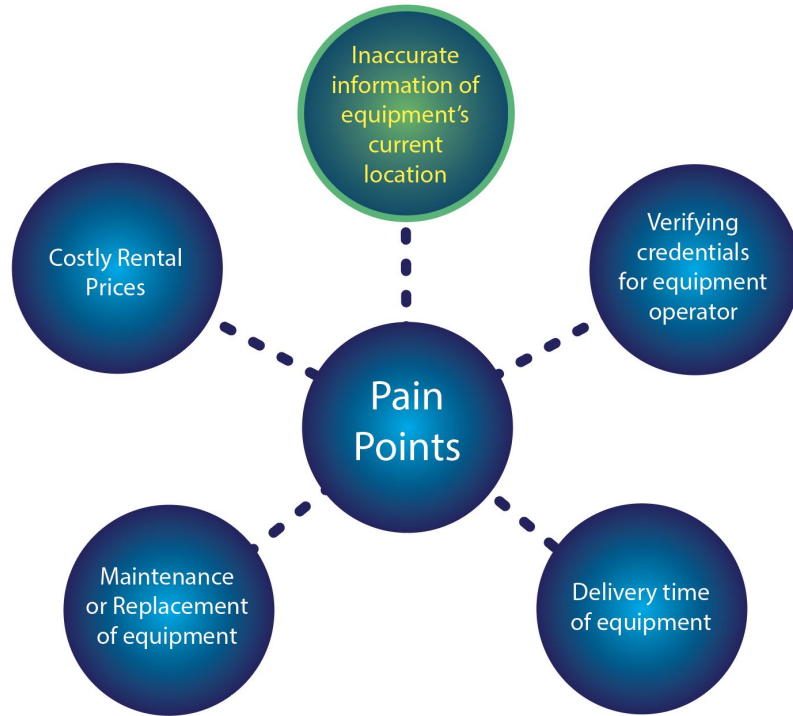 Inaccurate
information of
equipment's
current
location
Costly Rental
Prices
Verifying
credentials
for equipment
operator
Pain
Points
Maintenance
or Replacement
of equipment
Delivery time
of equipment